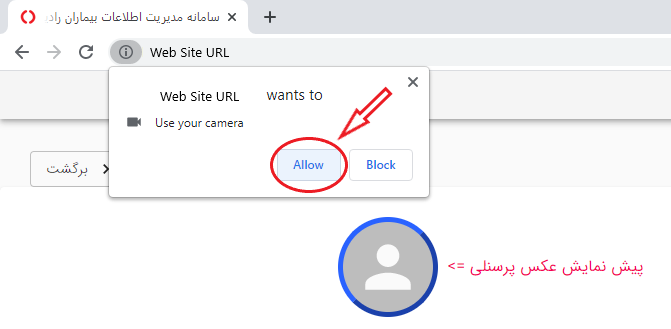 سامانه مدیریت اطلاعات بیماران رادی
Web Site URL
Web Site URL wants to
Use your camera
Allow
Block
برگشت
پیش نمایش عکس پرسنلی =>